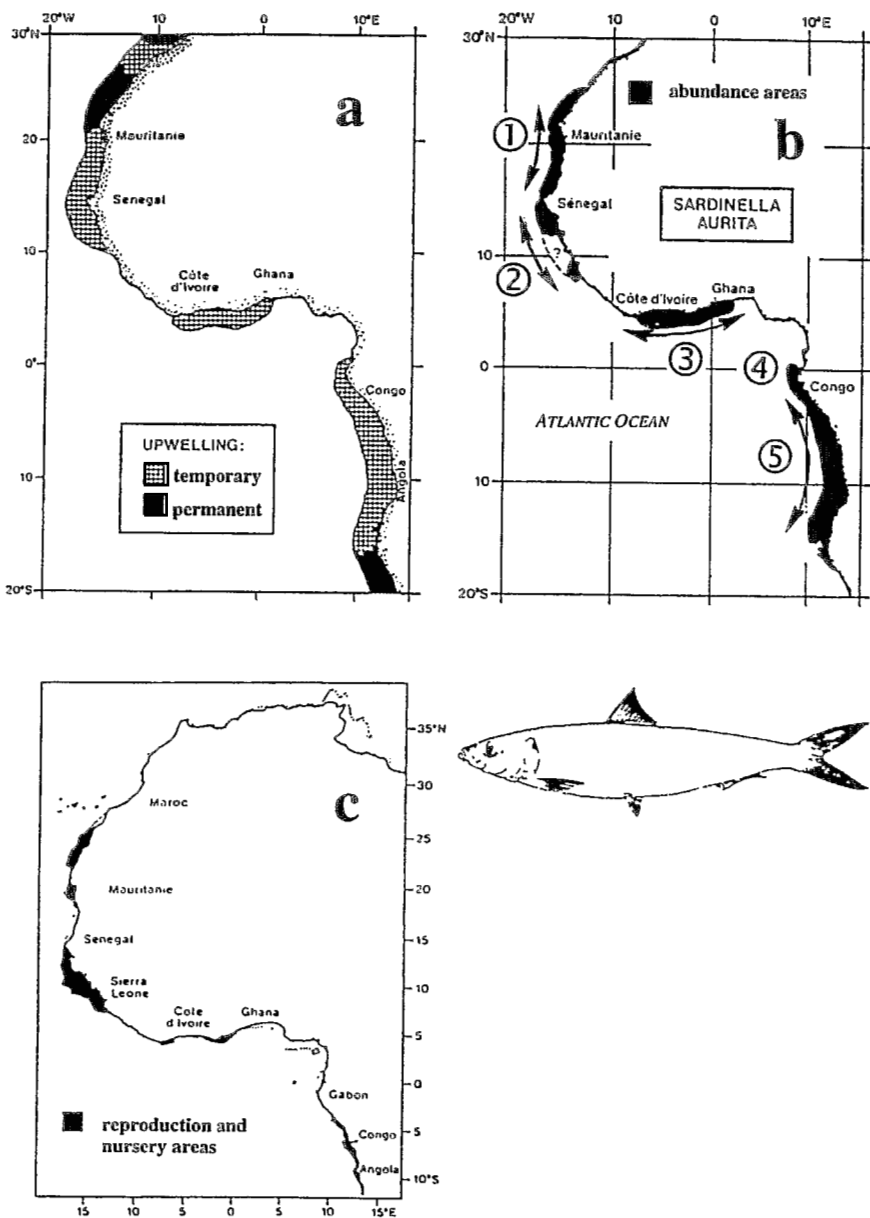 20°W 10 0 10°E
30°N
a
20
Mauritanie
Senegal
10
Côte
d'Ivoire
Ghana
0°
Congo
UPWELLING:
temporary
permanent
10
Angola
20°S
20°W 10 0 10°E
30°N
abundance areas
①
Mauritanie
b
20
Sénégal
SARDINELLA
AURITA
10
?
②
Côte d'Ivoire
Ghana
③
④
0
Congo
ATLANTIC OCEAN
⑤
10
20°S
35°N
30
Maroc
c
25
Mauritanie
20
Senegal
15
Sierra
Leone
10
Cote
d'Ivoire
Ghana
5
0
Gabon
reproduction and
nursery areas
5
Congo
Angola
10°S
15 10 5 0 5 10 15°E